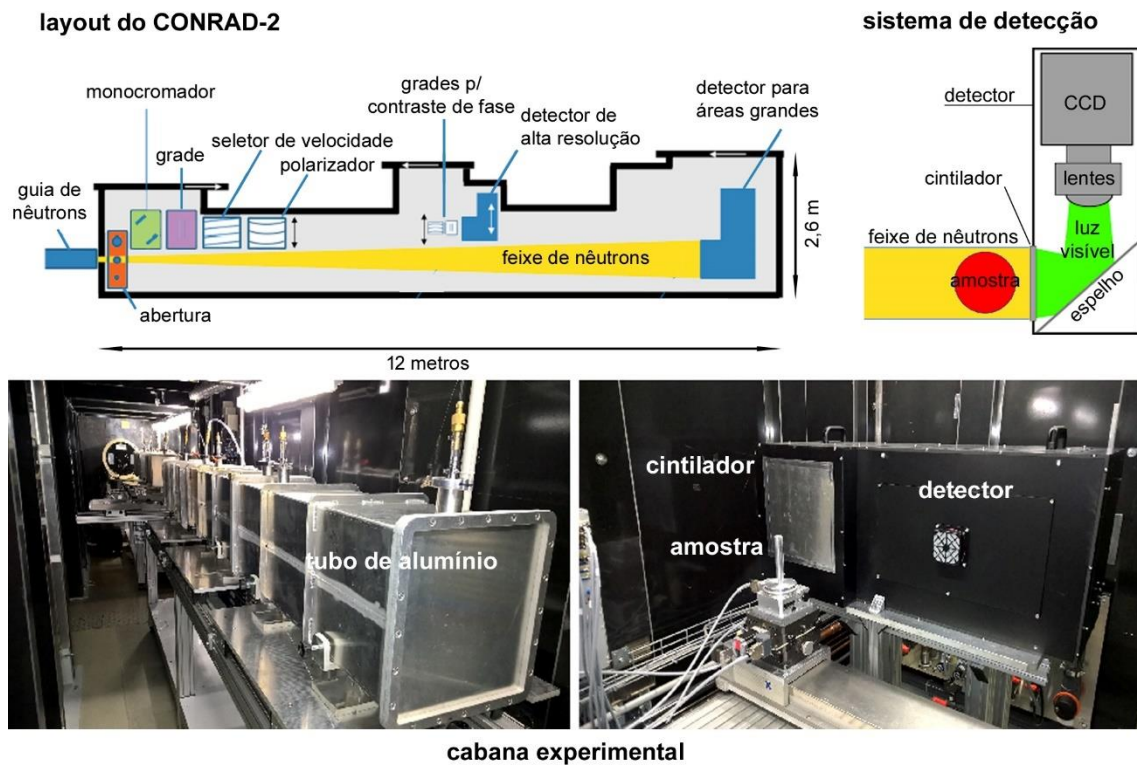 layout do CONRAD-2
monocromador
grade
seletor de velocidade
polarizador
grades p/
contraste de fase
detector de
alta resolução
detector para
áreas grandes
guia de
nêutrons
feixe de nêutrons
abertura
2,6 m
12 metros
sistema de detecção
detector
CCD
cintilador
lentes
feixe de nêutrons
luz
visível
amostra
espelho
tubo de alumínio
cintilador
detector
amostra
cabana experimental